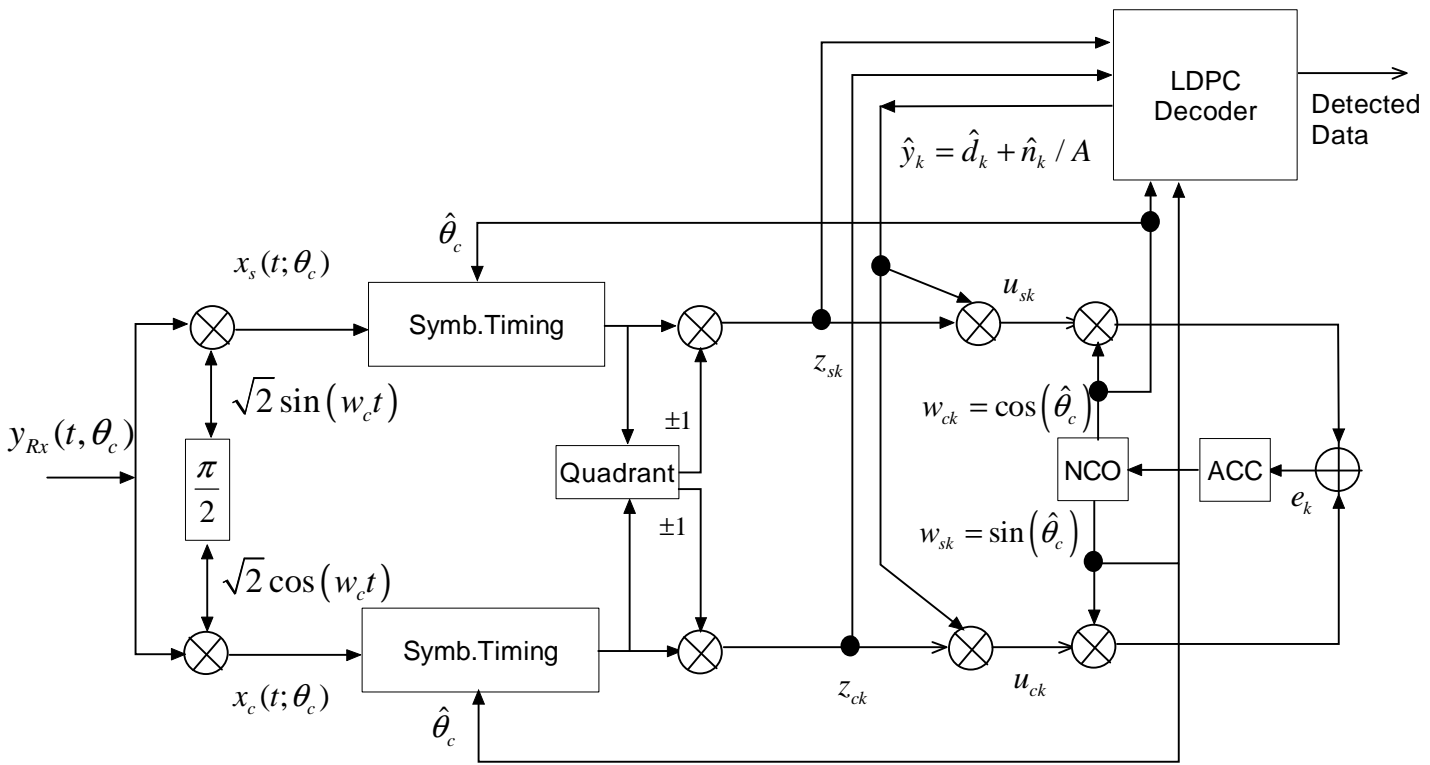 LDPC
Decoder
Detected
Data
ŷ_k = d̂_k + n̂_k / A
θ̂_c
x_s(t;θ_c)
Symb.Timing
u_sk
z_sk
√2 sin(w_c t)
±1
w_ck = cos(θ̂_c)
y_Rx(t,θ_c)
π
2
Quadrant
NCO
ACC
e_k
±1
w_sk = sin(θ̂_c)
√2 cos(w_c t)
Symb.Timing
z_ck
u_ck
x_c(t;θ_c)
θ̂_c